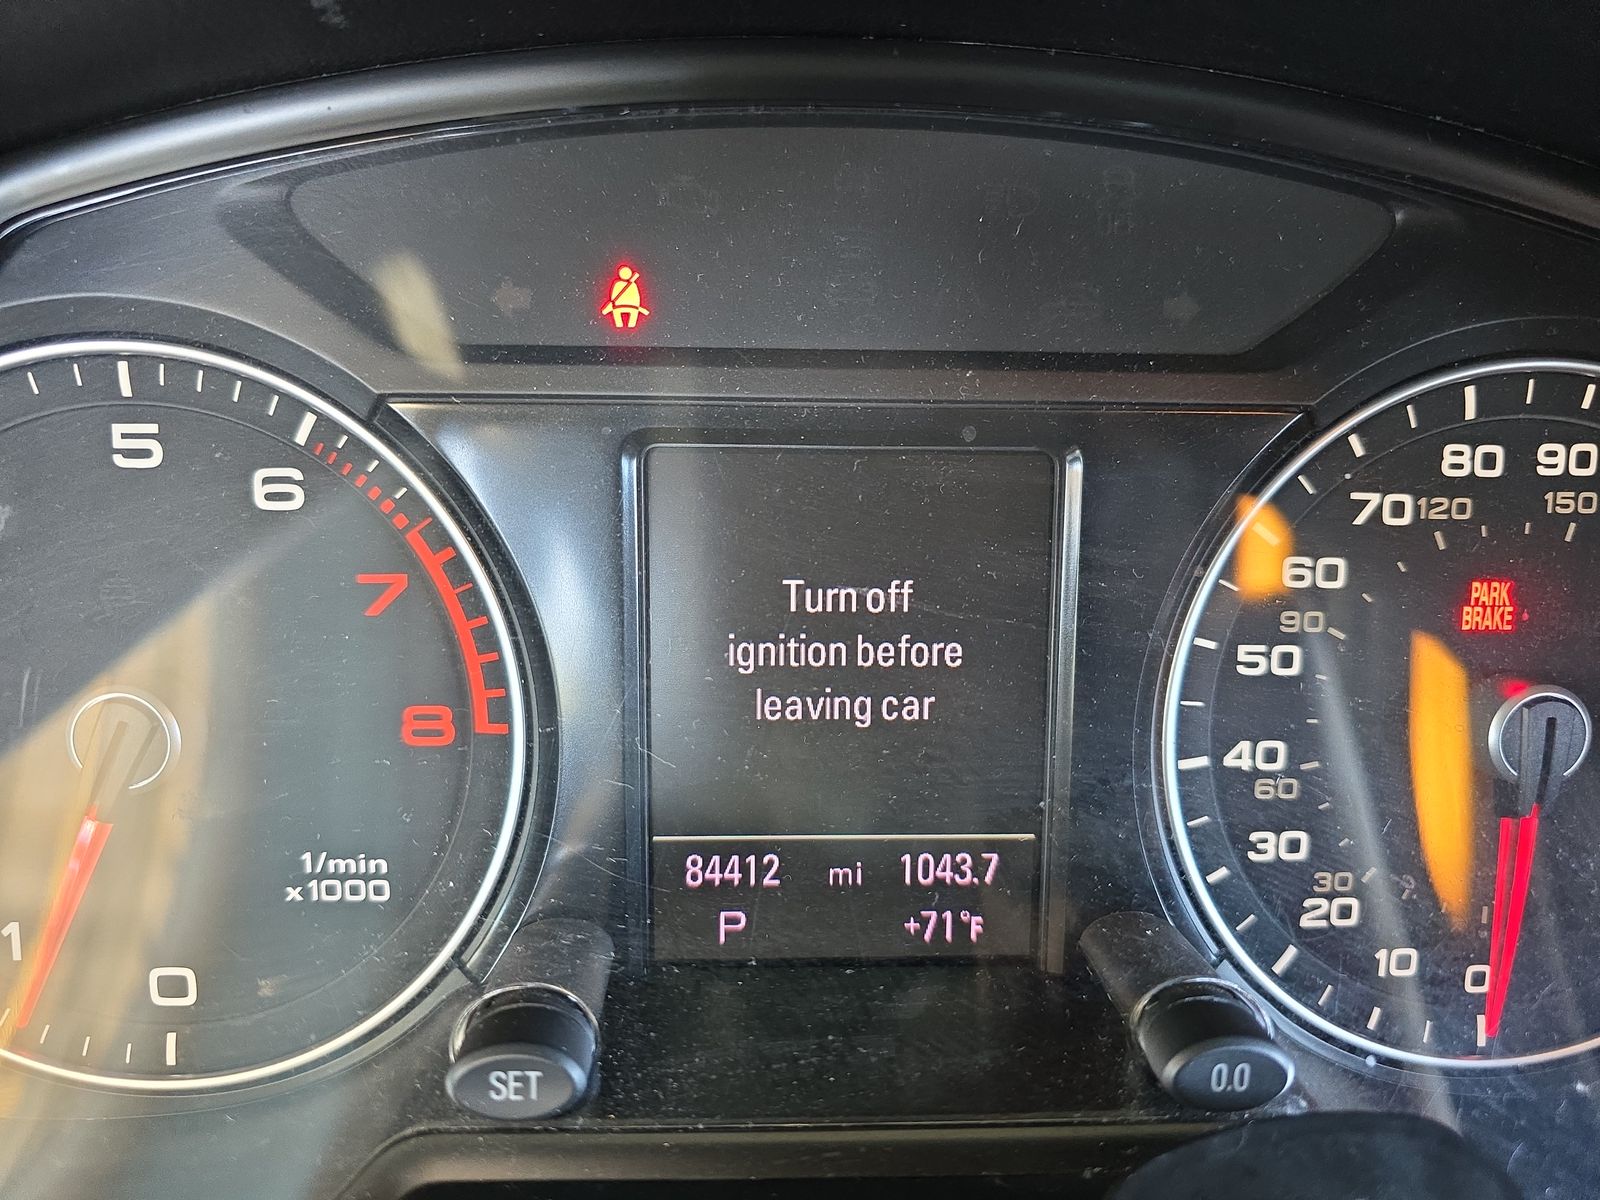 5
6
7
8
1/min
x1000
1
0
Turn off
ignition before
leaving car
84412 mi 1043.7
P +71°F
SET
0.0
80 90
70 120 150
60
90
50
40
60
30
30
20
10
0
PARK
BRAKE